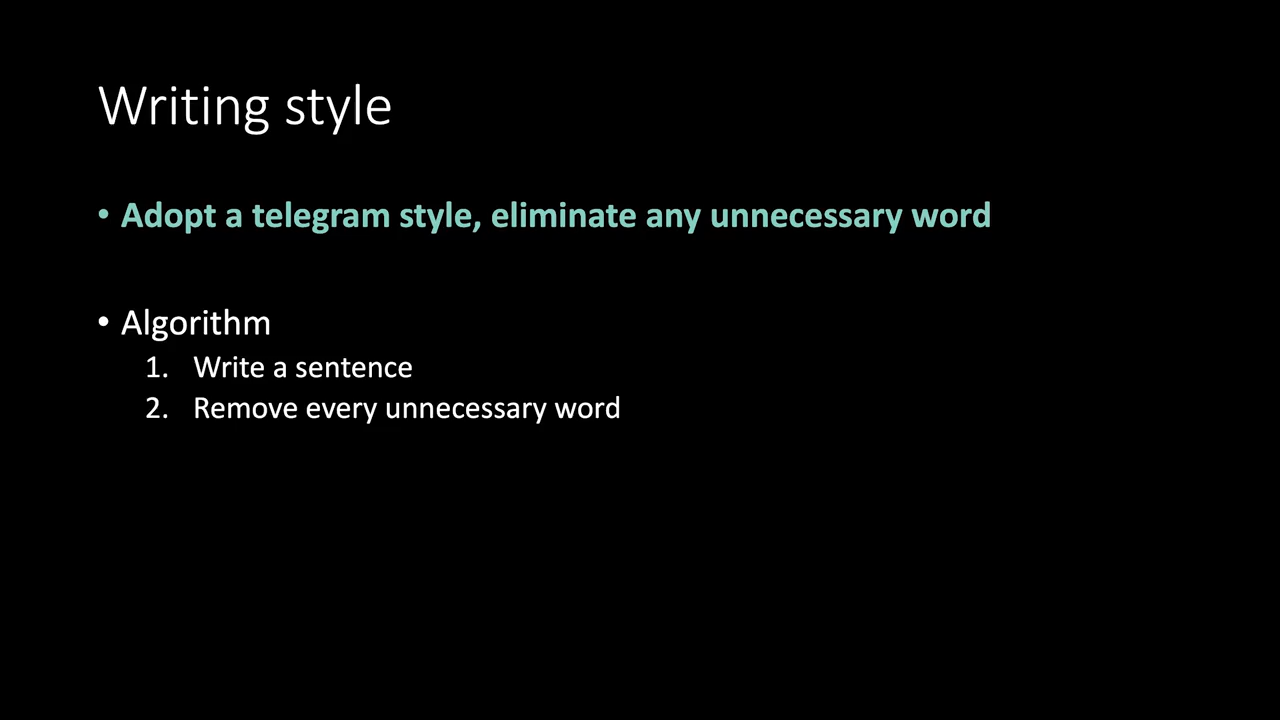 Writing style
• Adopt a telegram style, eliminate any unnecessary word
• Algorithm
1. Write a sentence
2. Remove every unnecessary word